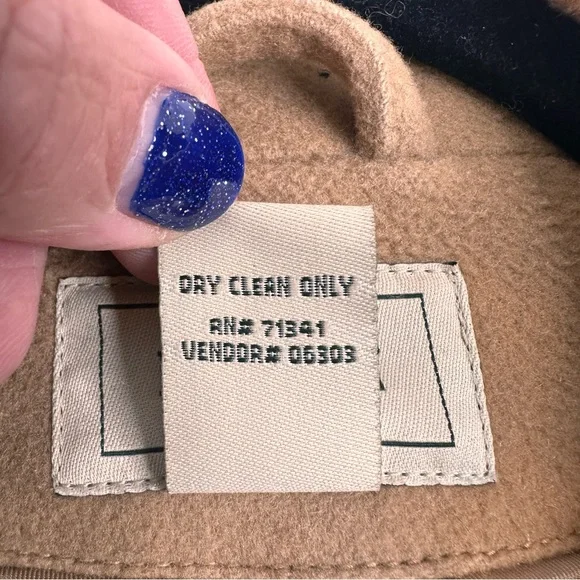 DRY CLEAN ONLY
RN# 71341
VENDOR# 06303